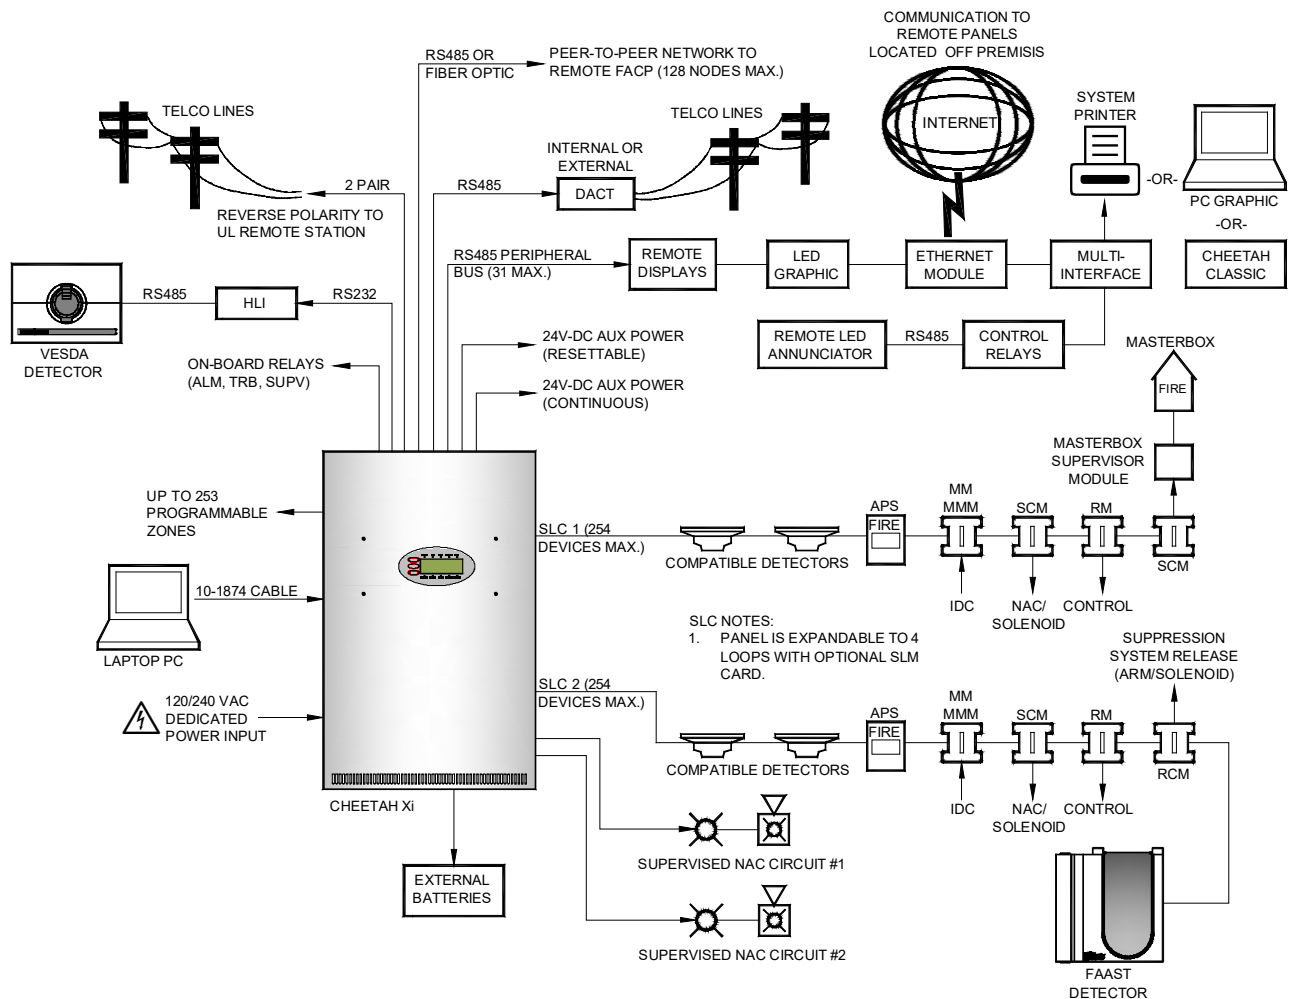 COMMUNICATION TO
REMOTE PANELS
LOCATED OFF PREMISIS
RS485 OR
FIBER OPTIC
PEER-TO-PEER NETWORK TO
REMOTE FACP (128 NODES MAX.)
TELCO LINES
TELCO LINES
INTERNET
SYSTEM
PRINTER
-OR-
PC GRAPHIC
-OR-
CHEETAH
CLASSIC
2 PAIR
REVERSE POLARITY TO
UL REMOTE STATION
RS485
INTERNAL OR
EXTERNAL
DACT
RS485 PERIPHERAL
BUS (31 MAX.)
REMOTE
DISPLAYS
LED
GRAPHIC
ETHERNET
MODULE
MULTI-
INTERFACE
RS485
HLI
RS232
VESDA
DETECTOR
ON-BOARD RELAYS
(ALM, TRB, SUPV)
24V-DC AUX POWER
(RESETTABLE)
24V-DC AUX POWER
(CONTINUOUS)
REMOTE LED
ANNUNCIATOR
RS485
CONTROL
RELAYS
MASTERBOX
FIRE
MASTERBOX
SUPERVISOR
MODULE
UP TO 253
PROGRAMMABLE
ZONES
SLC 1 (254
DEVICES MAX.)
COMPATIBLE DETECTORS
APS
FIRE
MM
MMM
SCM
RM
SCM
IDC
NAC/
SOLENOID
CONTROL
10-1874 CABLE
LAPTOP PC
SLC NOTES:
1. PANEL IS EXPANDABLE TO 4
LOOPS WITH OPTIONAL SLM
CARD.
SUPPRESSION
SYSTEM RELEASE
(ARM/SOLENOID)
120/240 VAC
DEDICATED
POWER INPUT
SLC 2 (254
DEVICES MAX.)
COMPATIBLE DETECTORS
APS
FIRE
MM
MMM
SCM
RM
RCM
IDC
NAC/
SOLENOID
CONTROL
CHEETAH Xi
EXTERNAL
BATTERIES
SUPERVISED NAC CIRCUIT #1
SUPERVISED NAC CIRCUIT #2
FAAST
DETECTOR